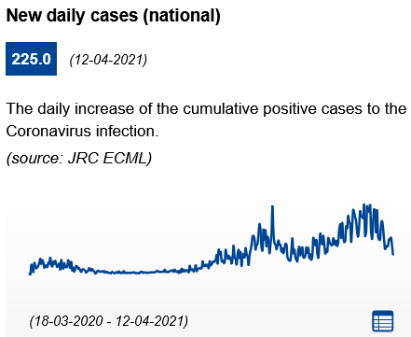 New daily cases (national)
225.0 (12-04-2021)
The daily increase of the cumulative positive cases to the
Coronavirus infection.
(source: JRC ECML)
(18-03-2020 - 12-04-2021)